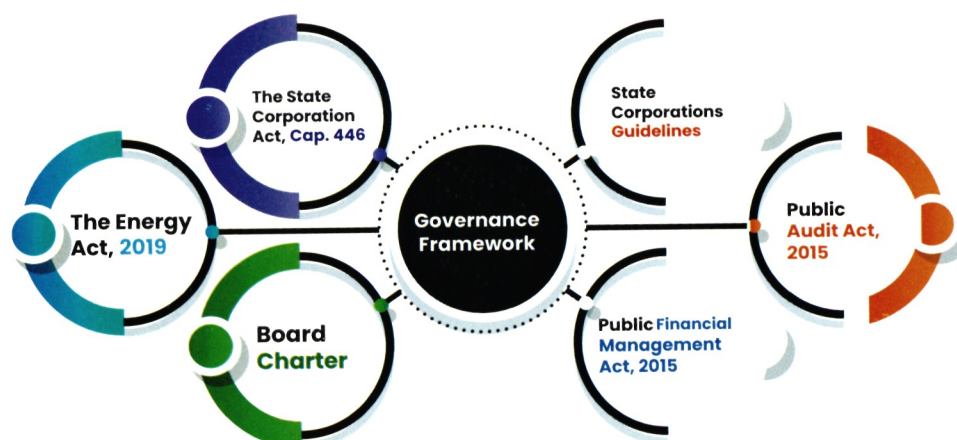 The State
Corporation
Act, Cap. 446
State
Corporations
Guidelines
The Energy
Act, 2019
Governance
Framework
Public
Audit Act,
2015
Board
Charter
Public Financial
Management
Act, 2015